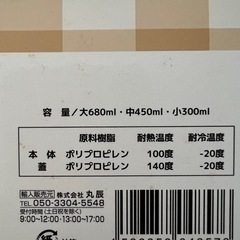 容 量/大680ml・中450ml・小300ml
原料樹脂 耐熱温度 耐冷温度
本 体 ポリプロピレン 100度 -20度
蓋 ポリプロピレン 140度 -20度
輸入販売元 株式会社 丸 辰
TEL 050-3304-5548
受付時間(土日祝を除く)
9:00~12:00・13:00~17:00
紙